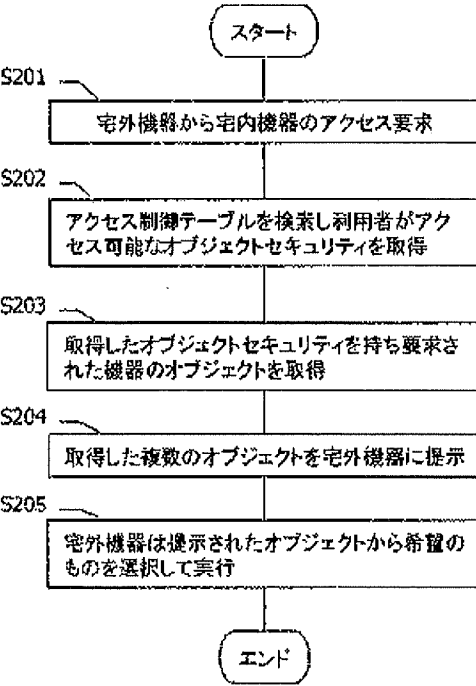 スタート
S201
宅外機器から宅内機器のアクセス要求
S202
アクセス制御テーブルを検索し利用者がアク
セス可能なオブジェクトセキュリティを取得
S203
取得したオブジェクトセキュリティを持ち要求さ
れた機器のオブジェクトを取得
S204
取得した複数のオブジェクトを宅外機器に提示
S205
宅外機器は提示されたオブジェクトから希望の
ものを選択して実行
エンド